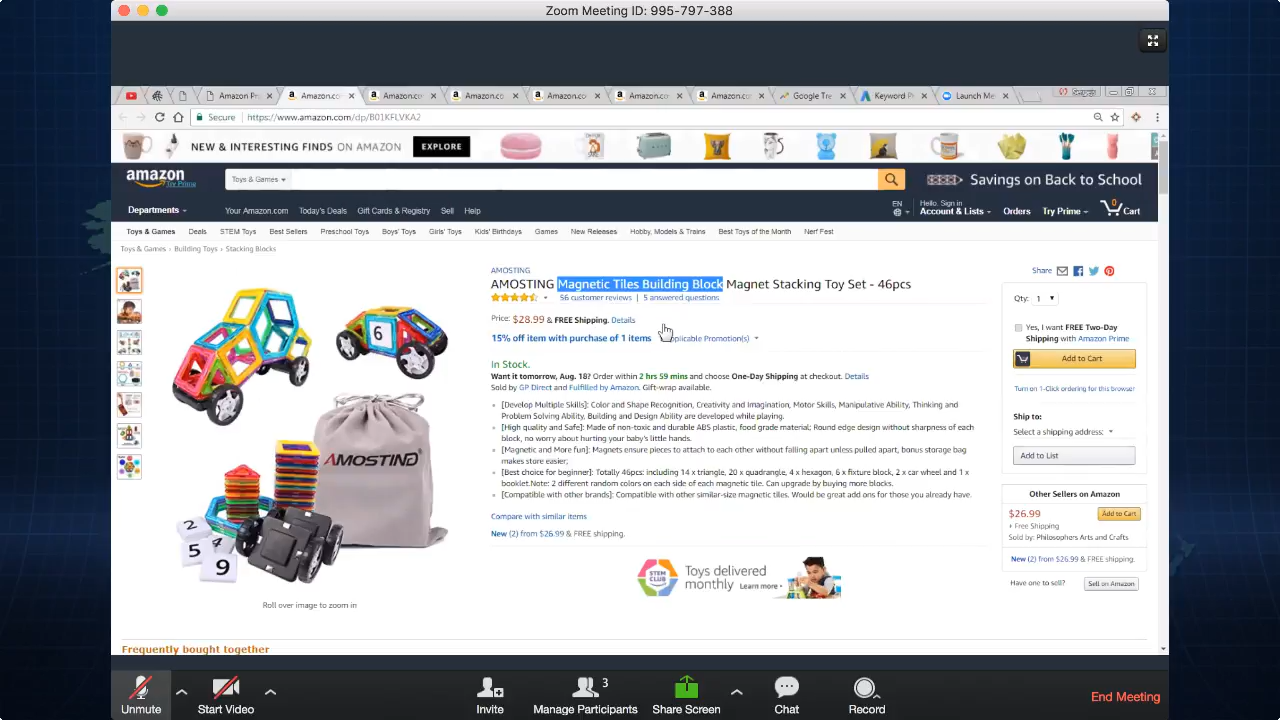 Zoom Meeting ID: 995-797-388
Amazon Pr
Amazon.co
Amazon.co
Amazon.co
Amazon.co
Amazon.co
Amazon.co
Google Tre
Keyword P
Launch Me
Secure
https://www.amazon.com/dp/B01KFLVKA2
NEW & INTERESTING FINDS ON AMAZON
EXPLORE
amazon
Try Prime
Toys & Games
Savings on Back to School
Departments
Your Amazon.com
Today's Deals
Gift Cards & Registry
Sell
Help
EN
Hello. Sign in
Account & Lists
Orders
Try Prime
0
Cart
Toys & Games
Deals
STEM Toys
Best Sellers
Preschool Toys
Boys' Toys
Girls' Toys
Kids' Birthdays
Games
New Releases
Hobby, Models & Trains
Best Toys of the Month
Nerf Fest
Toys & Games › Building Toys › Stacking Blocks
AMOSTING
AMOSTING Magnetic Tiles Building Block Magnet Stacking Toy Set - 46pcs
56 customer reviews | 5 answered questions
Price: $28.99 & FREE Shipping. Details
15% off item with purchase of 1 items
pplicable Promotion(s)
In Stock.
Want it tomorrow, Aug. 18? Order within 2 hrs 59 mins and choose One-Day Shipping at checkout. Details
Sold by GP Direct and Fulfilled by Amazon. Gift-wrap available.
[Develop Multiple Skills]: Color and Shape Recognition, Creativity and Imagination, Motor Skills, Manipulative Ability, Thinking and
Problem Solving Ability, Building and Design Ability are developed while playing.
[High quality and Safe]: Made of non-toxic and durable ABS plastic, food grade material; Round edge design without sharpness of each
block, no worry about hurting your baby's little hands.
[Magnetic and More fun]: Magnets ensure pieces to attach to each other without falling apart unless pulled apart, bonus storage bag
makes store easier;
[Best choice for beginner]: Totally 46pcs: including 14 x triangle, 20 x quadrangle, 4 x hexagon, 6 x fixture block, 2 x car wheel and 1 x
booklet.Note: 2 different random colors on each side of each magnetic tile. Can upgrade by buying more blocks.
[Compatible with other brands]: Compatible with other similar-size magnetic tiles. Would be great add ons for those you already have.
Compare with similar items
New (2) from $26.99 & FREE shipping.
STEM CLUB
Toys delivered
monthly
Learn more
6
AMOSTING
2
5
7
9
Roll over image to zoom in
Frequently bought together
Share
Qty: 1
Yes, I want FREE Two-Day
Shipping with Amazon Prime
Add to Cart
Turn on 1-Click ordering for this browser
Ship to:
Select a shipping address:
Add to List
Other Sellers on Amazon
$26.99
Add to Cart
+ Free Shipping
Sold by: Philosophers Arts and Crafts
New (2) from $26.99 & FREE shipping.
Have one to sell?
Sell on Amazon
Unmute
Start Video
Invite
3
Manage Participants
Share Screen
Chat
Record
End Meeting